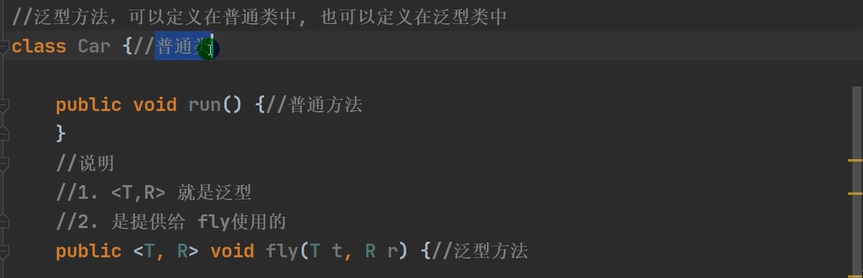 //泛型方法，可以定义在普通类中, 也可以定义在泛型类中
class Car {//普通类
public void run() {//普通方法
}
//说明
//1. <T,R> 就是泛型
//2. 是提供给 fly使用的
public <T, R> void fly(T t, R r) {//泛型方法